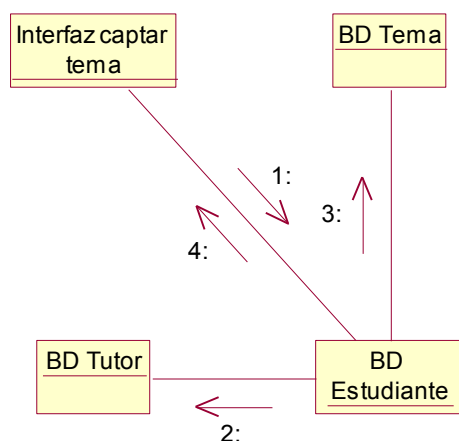 Interfaz captar
tema
BD Tema
1:
3:
4:
BD Tutor
BD
Estudiante
2: